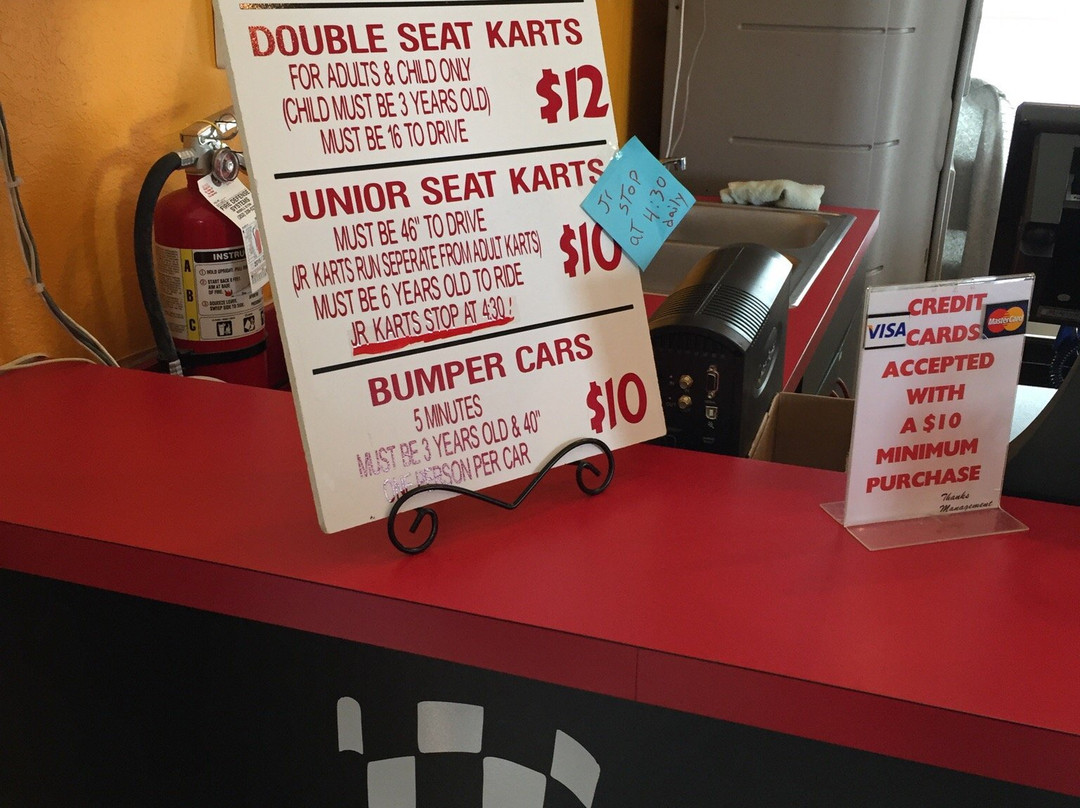 DOUBLE SEAT KARTS
FOR ADULTS & CHILD ONLY
(CHILD MUST BE 3 YEARS OLD)
MUST BE 16 TO DRIVE
$12
JUNIOR SEAT KARTS
MUST BE 46" TO DRIVE
(JR KARTS RUN SEPERATE FROM ADULT KARTS)
MUST BE 6 YEARS OLD TO RIDE
JR. KARTS STOP AT 4:30!
$10
Jr
STOP
at 4:30
daily
BUMPER CARS
5 MINUTES
MUST BE 3 YEARS OLD & 40"
ONE PERSON PER CAR
$10
A
B
C
VISA
MasterCard
CREDIT
CARDS
ACCEPTED
WITH
A $10
MINIMUM
PURCHASE
Thanks
Management